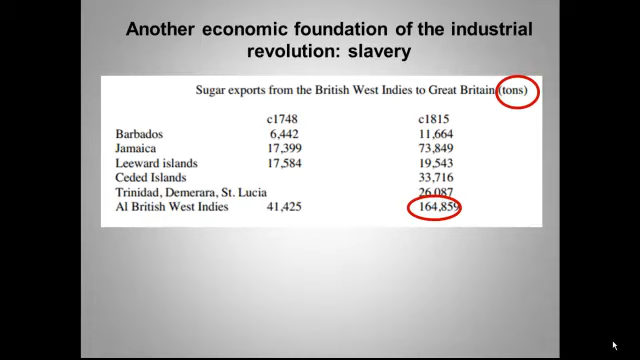 Another economic foundation of the industrial
revolution: slavery
Sugar exports from the British West Indies to Great Britain (tons)
c1748 c1815
Barbados 6,442 11,664
Jamaica 17,399 73,849
Leeward islands 17,584 19,543
Ceded Islands 33,716
Trinidad, Demerara, St. Lucia 26,087
Al British West Indies 41,425 164,859